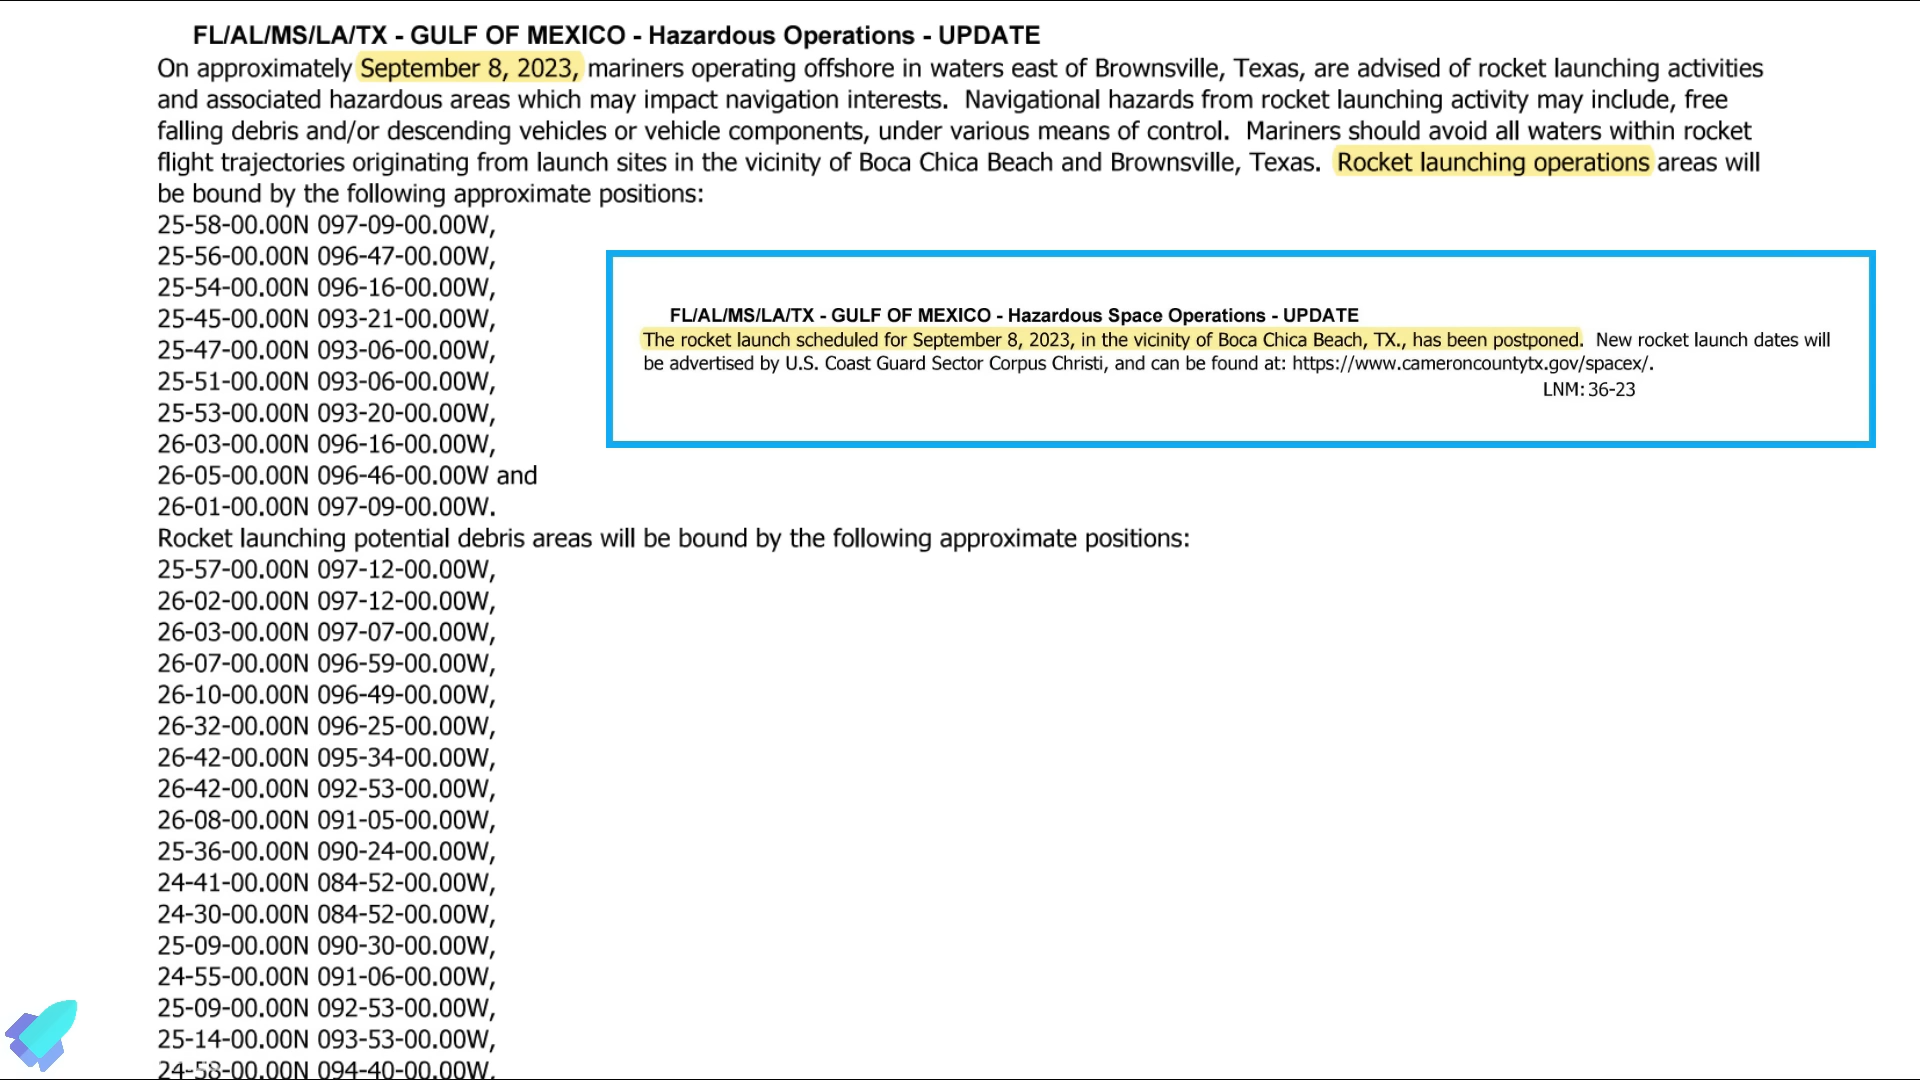 FL/AL/MS/LA/TX - GULF OF MEXICO - Hazardous Operations - UPDATE
On approximately September 8, 2023, mariners operating offshore in waters east of Brownsville, Texas, are advised of rocket launching activities
and associated hazardous areas which may impact navigation interests.  Navigational hazards from rocket launching activity may include, free
falling debris and/or descending vehicles or vehicle components, under various means of control.  Mariners should avoid all waters within rocket
flight trajectories originating from launch sites in the vicinity of Boca Chica Beach and Brownsville, Texas.  Rocket launching operations areas will
be bound by the following approximate positions:
25-58-00.00N 097-09-00.00W,
25-56-00.00N 096-47-00.00W,
25-54-00.00N 096-16-00.00W,
25-45-00.00N 093-21-00.00W,
25-47-00.00N 093-06-00.00W,
25-51-00.00N 093-06-00.00W,
25-53-00.00N 093-20-00.00W,
26-03-00.00N 096-16-00.00W,
26-05-00.00N 096-46-00.00W and
26-01-00.00N 097-09-00.00W.
FL/AL/MS/LA/TX - GULF OF MEXICO - Hazardous Space Operations - UPDATE
The rocket launch scheduled for September 8, 2023, in the vicinity of Boca Chica Beach, TX., has been postponed.  New rocket launch dates will
be advertised by U.S. Coast Guard Sector Corpus Christi, and can be found at: https://www.cameroncountytx.gov/spacex/.
LNM: 36-23
Rocket launching potential debris areas will be bound by the following approximate positions:
25-57-00.00N 097-12-00.00W,
26-02-00.00N 097-12-00.00W,
26-03-00.00N 097-07-00.00W,
26-07-00.00N 096-59-00.00W,
26-10-00.00N 096-49-00.00W,
26-32-00.00N 096-25-00.00W,
26-42-00.00N 095-34-00.00W,
26-42-00.00N 092-53-00.00W,
26-08-00.00N 091-05-00.00W,
25-36-00.00N 090-24-00.00W,
24-41-00.00N 084-52-00.00W,
24-30-00.00N 084-52-00.00W,
25-09-00.00N 090-30-00.00W,
24-55-00.00N 091-06-00.00W,
25-09-00.00N 092-53-00.00W,
25-14-00.00N 093-53-00.00W,
24-58-00.00N 094-40-00.00W,